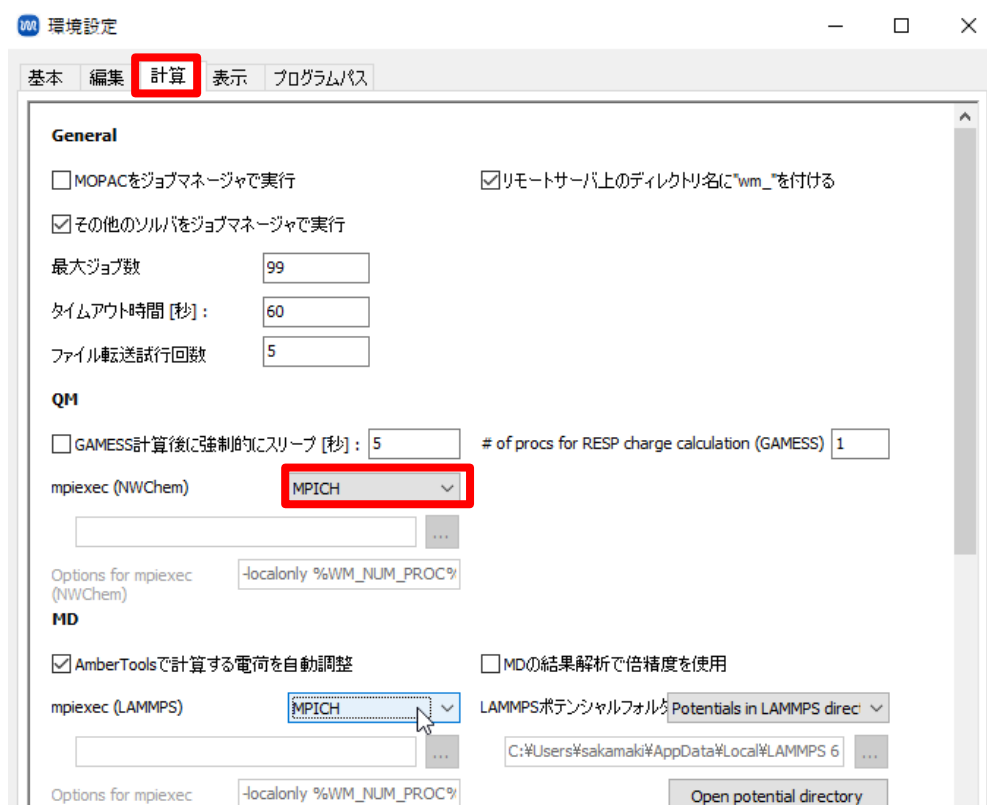 環境設定
基本 編集 計算 表示 プログラムパス
General
MOPACをジョブマネージャで実行 リモートサーバ上のディレクトリ名に"wm_"を付ける
その他のソルバをジョブマネージャで実行
最大ジョブ数 99
タイムアウト時間 [秒] : 60
ファイル転送試行回数 5
QM
GAMESS計算後に強制的にスリープ [秒] : 5 # of procs for RESP charge calculation (GAMESS) 1
mpiexec (NWChem) MPICH
...
Options for mpiexec -localonly %WM_NUM_PROC%
(NWChem)
MD
AmberToolsで計算する電荷を自動調整 MDの結果解析で倍精度を使用
mpiexec (LAMMPS) MPICH LAMMPSポテンシャルフォルダ Potentials in LAMMPS direc
... C:¥Users¥sakamaki¥AppData¥Local¥LAMMPS 6 ...
Options for mpiexec -localonly %WM_NUM_PROC% Open potential directory